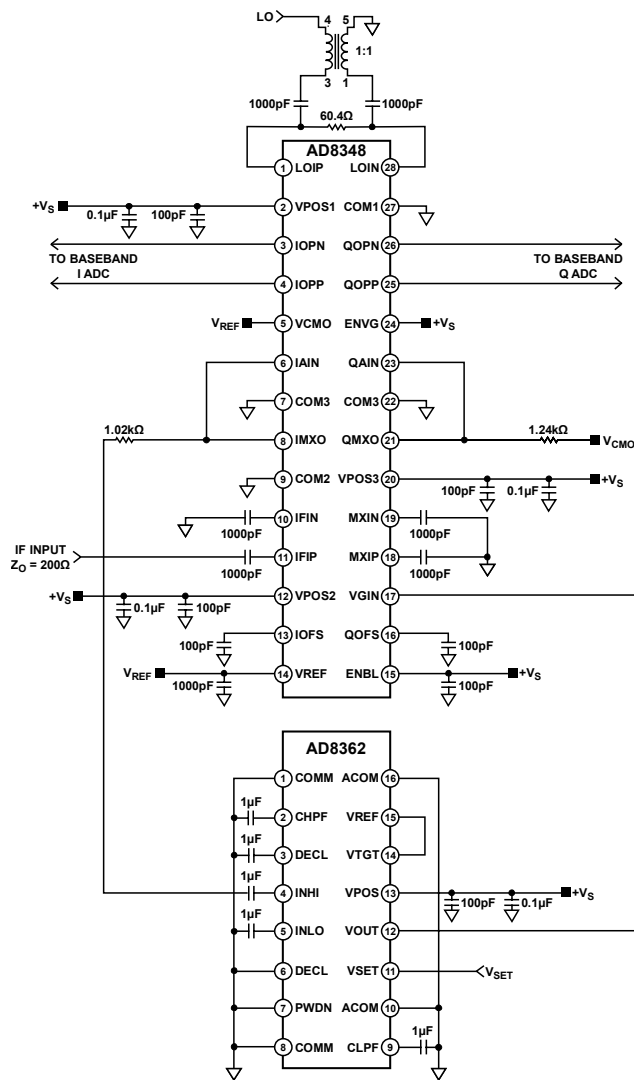 LO
4 5
1:1
3 1
1000pF 1000pF
60.4Ω
AD8348
1 LOIP LOIN 28
+VS 0.1µF 100pF 2 VPOS1 COM1 27
3 IOPN QOPN 26
TO BASEBAND
I ADC
TO BASEBAND
Q ADC
4 IOPP QOPP 25
VREF 5 VCMO ENVG 24 +VS
6 IAIN QAIN 23
7 COM3 COM3 22
1.02kΩ 8 IMXO QMXO 21 1.24kΩ VCMO
9 COM2 VPOS3 20 100pF 0.1µF +VS
10 IFIN MXIN 19
1000pF 1000pF
IF INPUT
ZO = 200Ω
11 IFIP MXIP 18
1000pF 1000pF
+VS 0.1µF 100pF 12 VPOS2 VGIN 17
100pF 13 IOFS QOFS 16 100pF
VREF 1000pF 14 VREF ENBL 15 100pF +VS
AD8362
1 COMM ACOM 16
1µF 2 CHPF VREF 15
1µF 3 DECL VTGT 14
1µF 4 INHI VPOS 13 100pF 0.1µF +VS
1µF 5 INLO VOUT 12
6 DECL VSET 11 VSET
7 PWDN ACOM 10
8 COMM CLPF 9 1µF